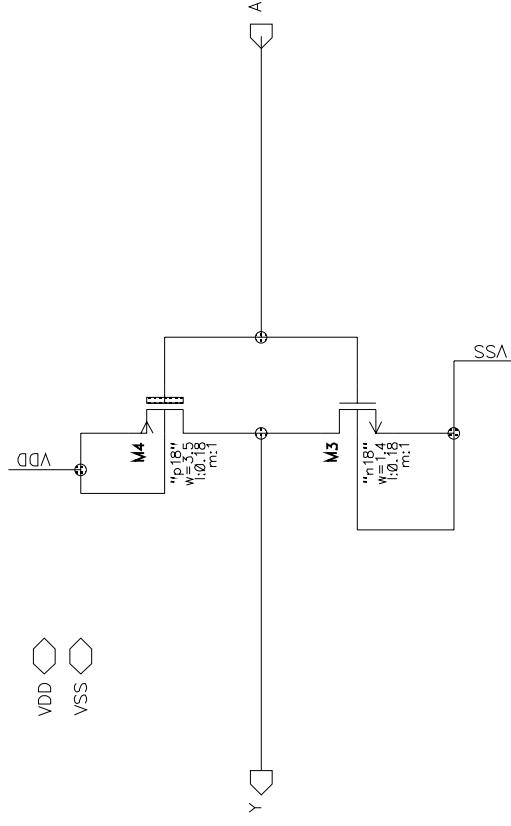 A
VDD
M4
"p18"
w=3.5
l:0.18
m:1
M3
"n18"
w=1.4
l:0.18
m:1
VSS
VDD
VSS
Y